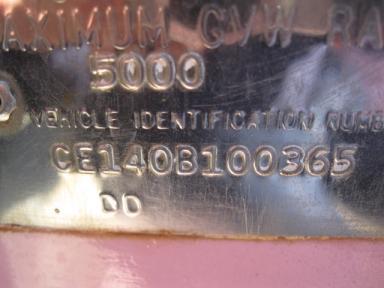 MAXIMUM GVW RA
5000
VEHICLE IDENTIFICATION NUMB
CE140B100365
DD